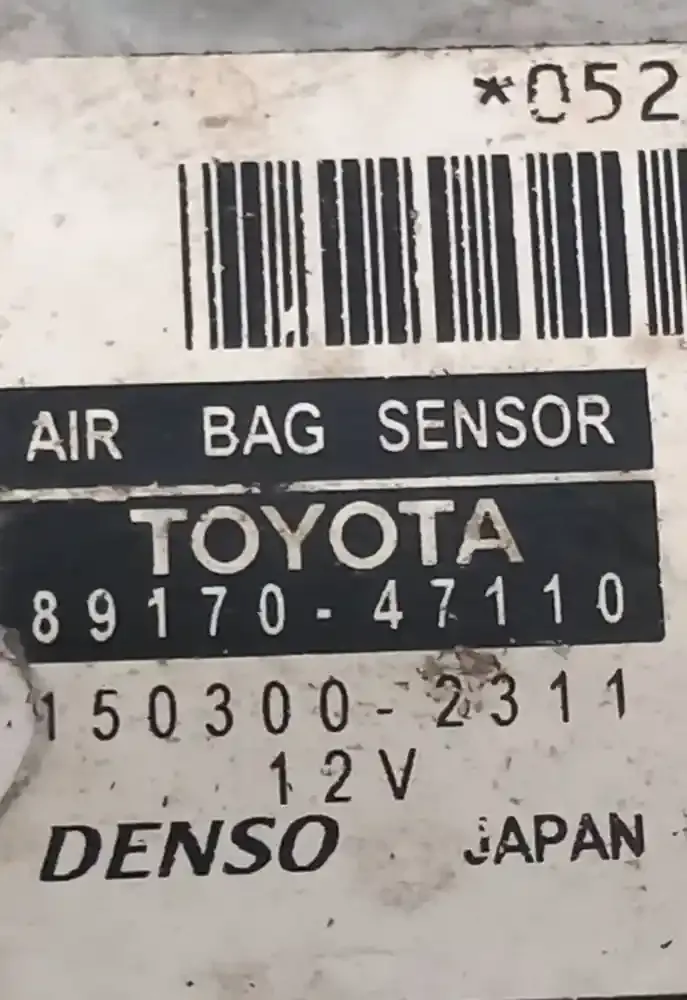 *052
AIR BAG SENSOR
TOYOTA
89170-47110
150300-2311
12V
DENSO JAPAN